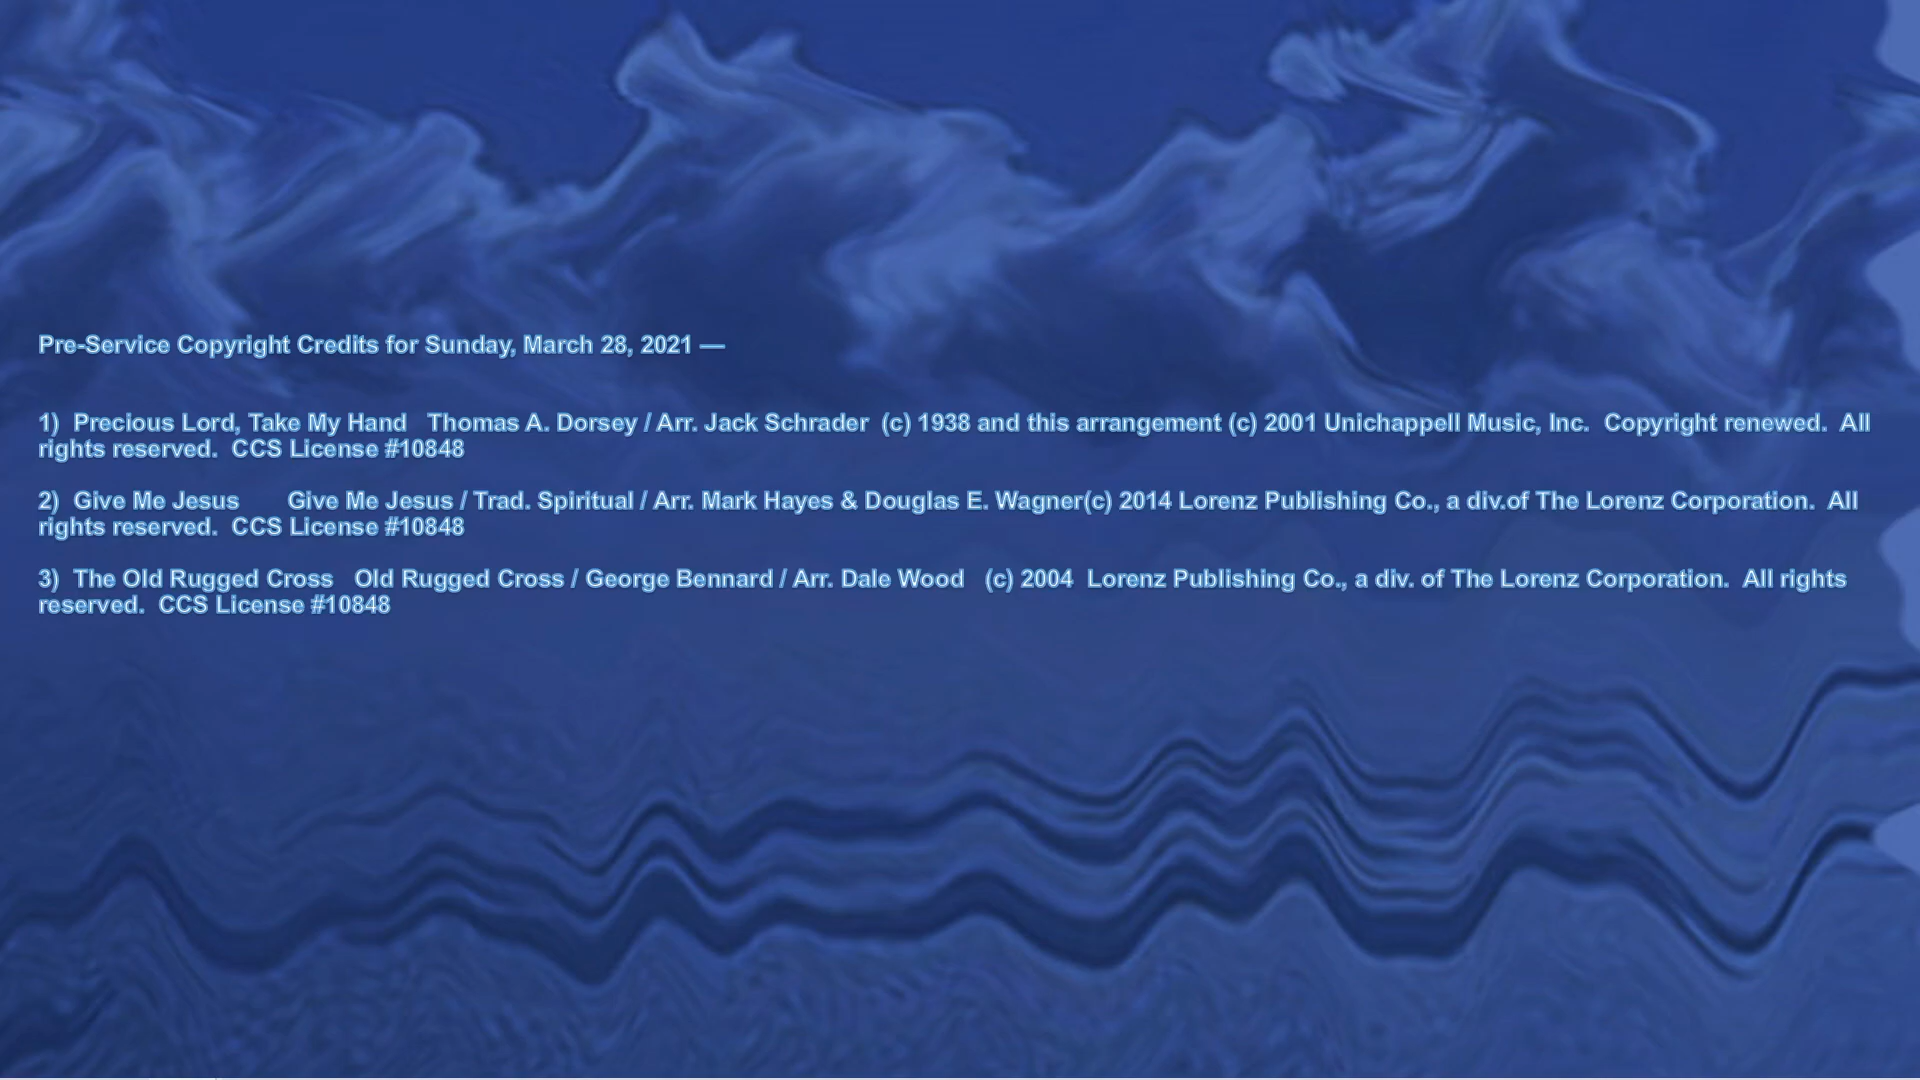 Pre-Service Copyright Credits for Sunday, March 28, 2021 —
1)  Precious Lord, Take My Hand   Thomas A. Dorsey / Arr. Jack Schrader  (c) 1938 and this arrangement (c) 2001 Unichappell Music, Inc.  Copyright renewed.  All
rights reserved.  CCS License #10848
2)  Give Me Jesus       Give Me Jesus / Trad. Spiritual / Arr. Mark Hayes & Douglas E. Wagner(c) 2014 Lorenz Publishing Co., a div.of The Lorenz Corporation.  All
rights reserved.  CCS License #10848
3)  The Old Rugged Cross   Old Rugged Cross / George Bennard / Arr. Dale Wood   (c) 2004  Lorenz Publishing Co., a div. of The Lorenz Corporation.  All rights
reserved.  CCS License #10848